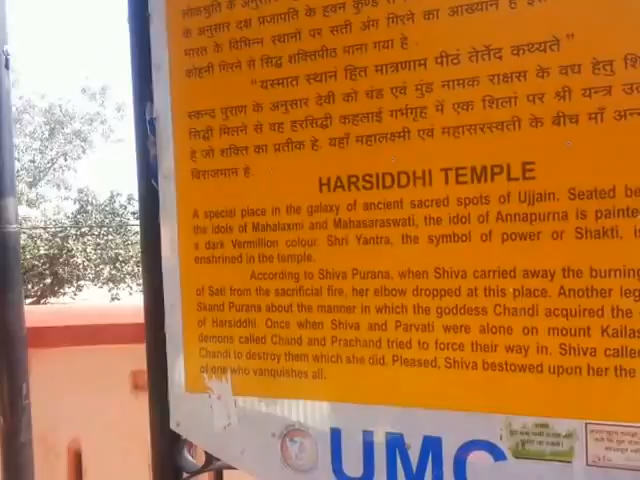 के अनुसार दक्ष प्रजापति के हवन कुण्ड
भारत के विभिन्न स्थानों पर सती अंग गिरने का आख्यान है
कोहनी गिरने से सिद्ध शक्तिपीठ माना गया है.
"यस्मात स्थानं हित मात्रणाम पीठं तेर्तेद कथ्यते"
स्कन्द पुराण के अनुसार देवी को चंड एवं मुंड नामक राक्षस के वध हेतु
सिद्धी मिलने से वह हरसिद्धी कहलाई गर्भगृह में एक शिलां पर श्री यन्त्र
है जो शक्ति का प्रतीक है. यहाँ महालक्ष्मी एवं महासरस्वती के बीच माँ
विराजमान है.
HARSIDDHI TEMPLE
A special place in the galaxy of ancient sacred spots of Ujjain. Seated
the idols of Mahalaxmi and Mahasaraswati, the idol of Annapurna is
a dark Vermillion colour. Shri Yantra, the symbol of power or Shakti,
enshrined in the temple.
According to Shiva Purana, when Shiva carried away the
of Sati from the sacrificial fire, her elbow dropped at this place. Another
Skand Purana about the manner in which the goddess Chandi acquired the
of Harsiddhi. Once when Shiva and Parvati were alone on mount
demons called Chand and Prachand tried to force their way in. Shiva
Chandi to destroy them which she did. Pleased, Shiva bestowed upon her the
of one who vanquishes all.
UMC